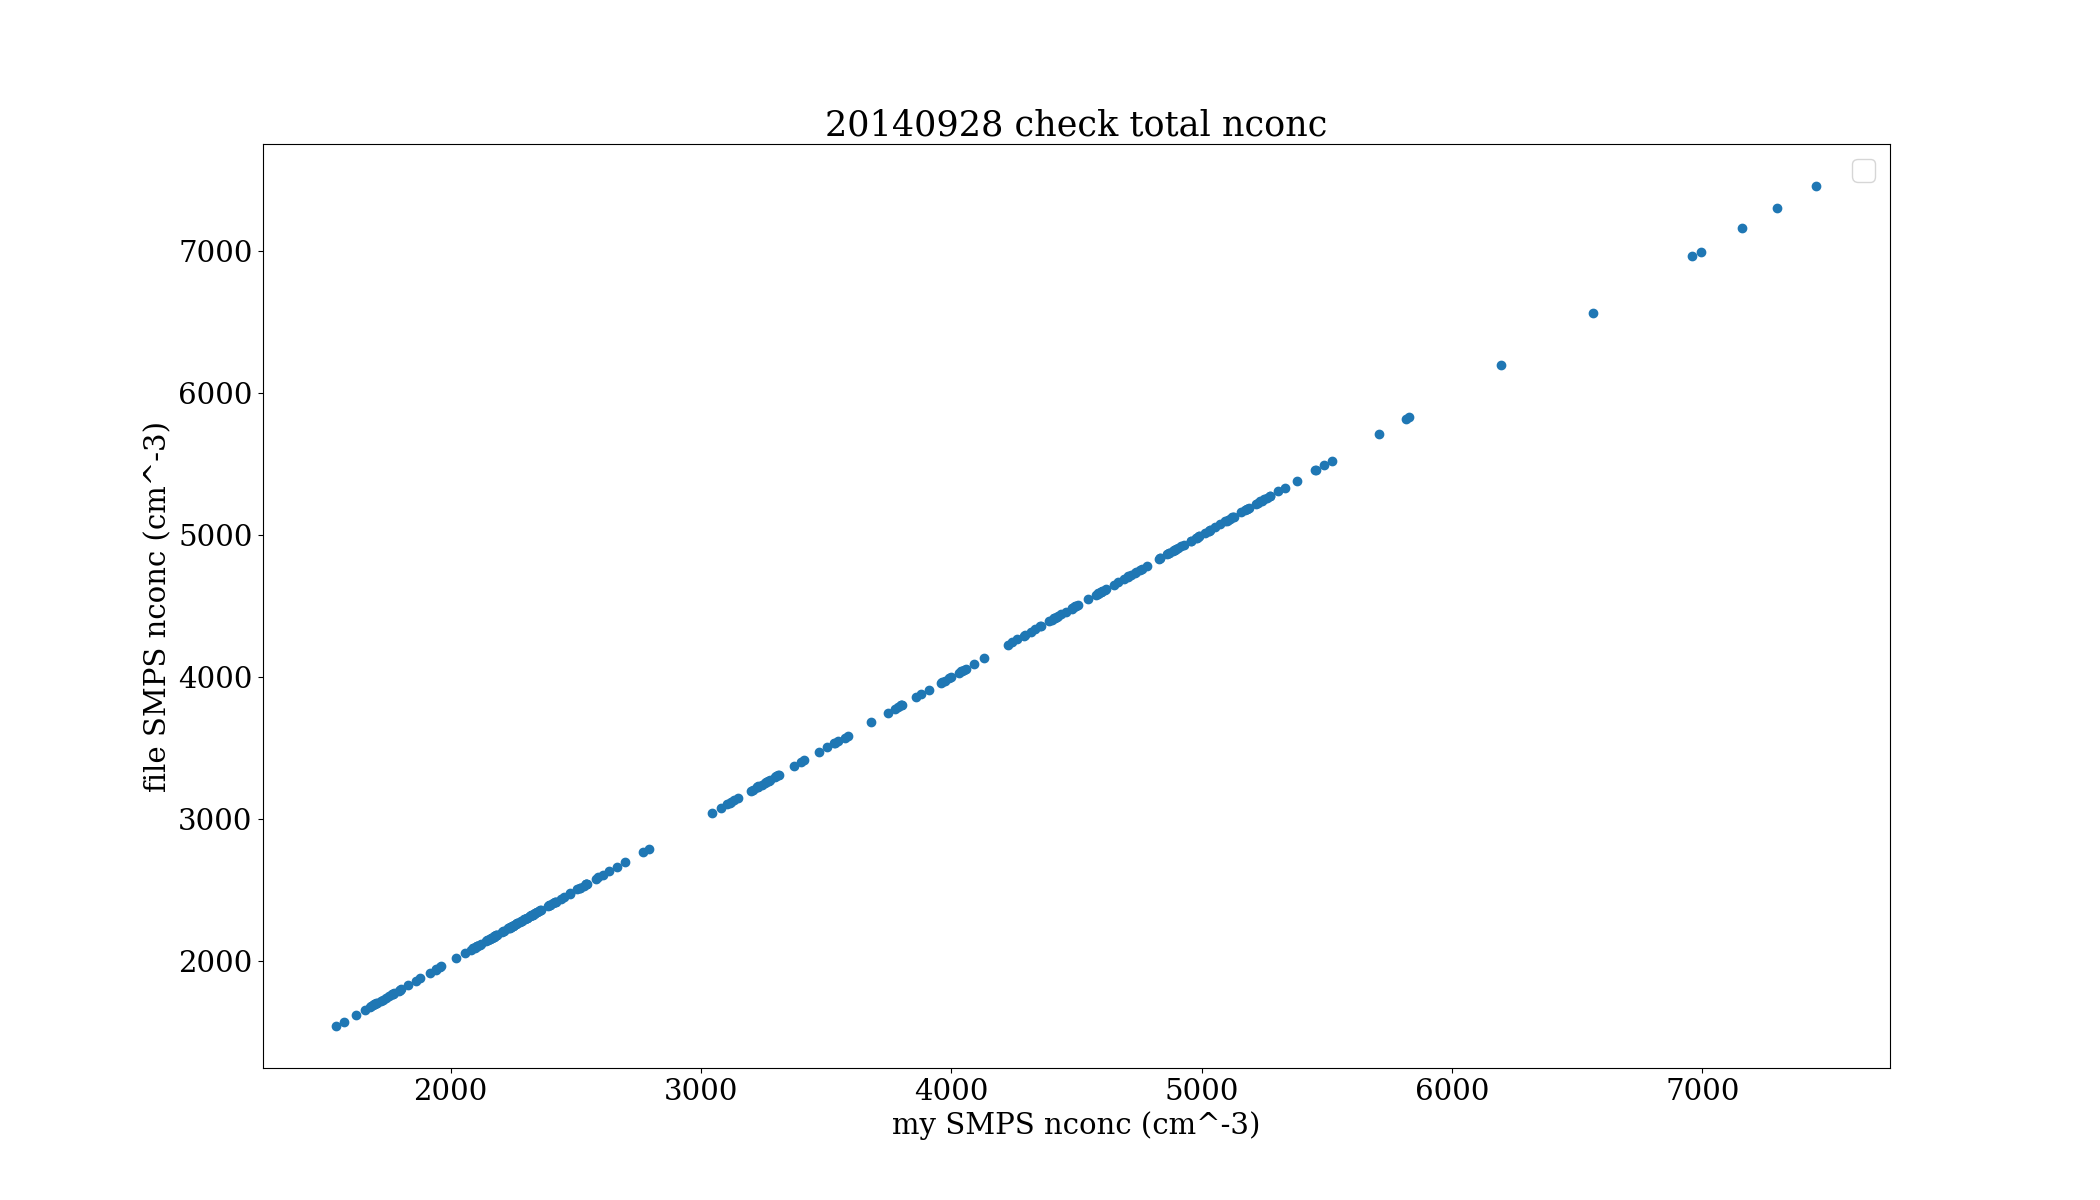 20140928 check total nconc
7000
6000
5000
4000
3000
2000
file SMPS nconc (cm^-3)
2000 3000 4000 5000 6000 7000
my SMPS nconc (cm^-3)